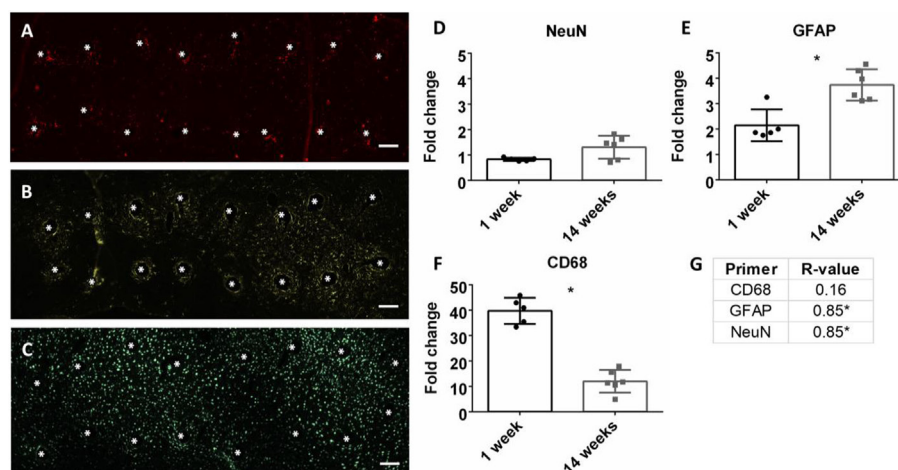 A
B
C
D
NeuN
Fold change
5
4
3
2
1
0
1 week
14 weeks
E
GFAP
*
Fold change
5
4
3
2
1
0
1 week
14 weeks
F
CD68
*
Fold change
50
40
30
20
10
0
1 week
14 weeks
G
Primer R-value
CD68 0.16
GFAP 0.85*
NeuN 0.85*